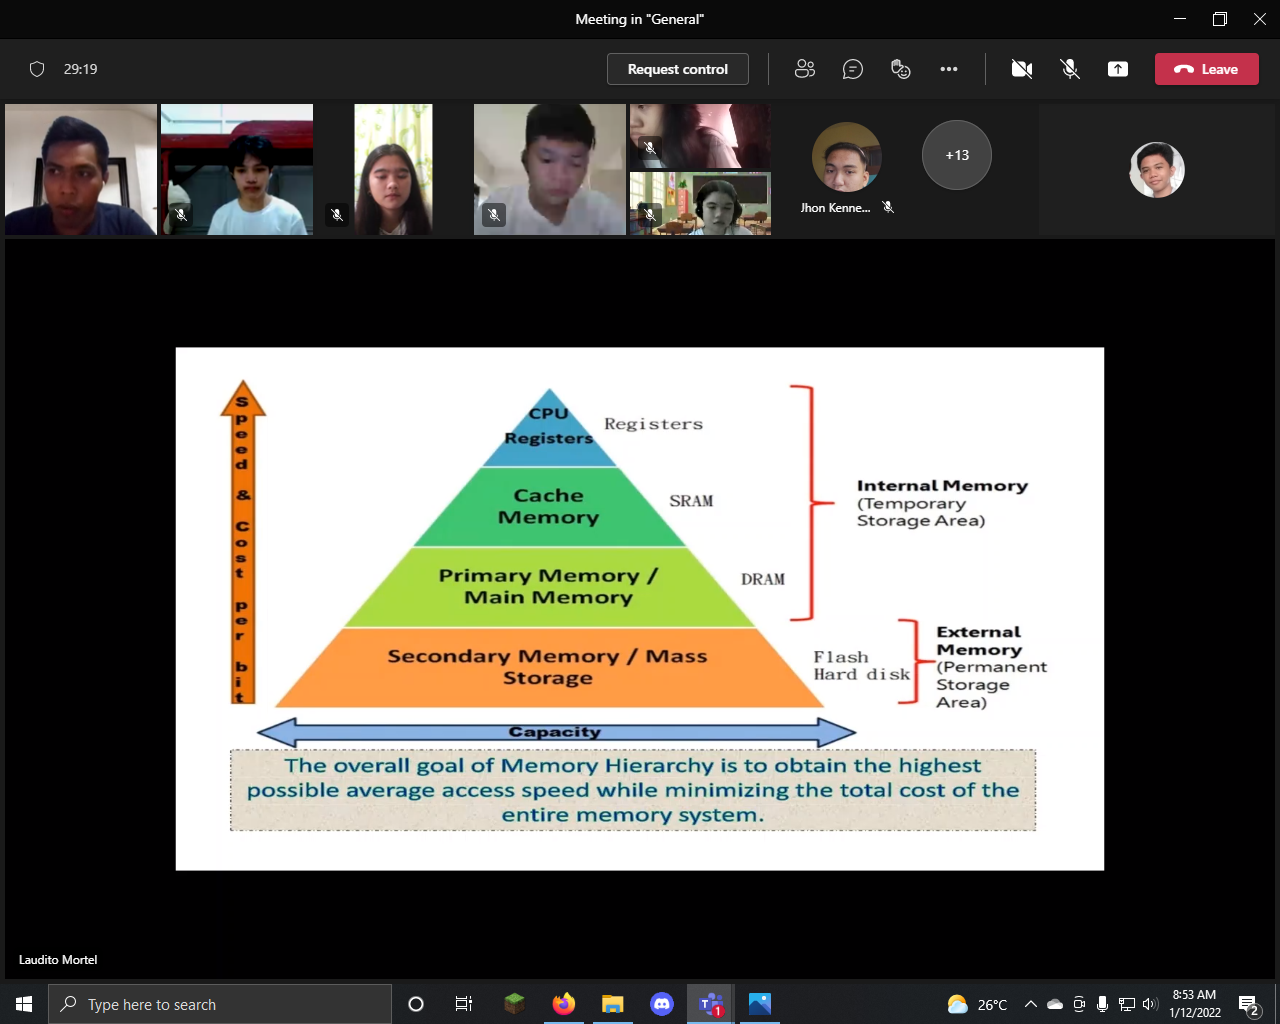 Meeting in "General"
29:19
Request control
Leave
+13
Jhon Kenne...
Speed & Cost per bit
CPU
Registers
Registers
Cache
Memory
SRAM
Primary Memory /
Main Memory
DRAM
Secondary Memory / Mass
Storage
Flash
Hard disk
Internal Memory
(Temporary
Storage Area)
External
Memory
(Permanent
Storage
Area)
Capacity
The overall goal of Memory Hierarchy is to obtain the highest
possible average access speed while minimizing the total cost of the
entire memory system.
Laudito Mortel
Type here to search
T
1
26°C
8:53 AM
1/12/2022
2